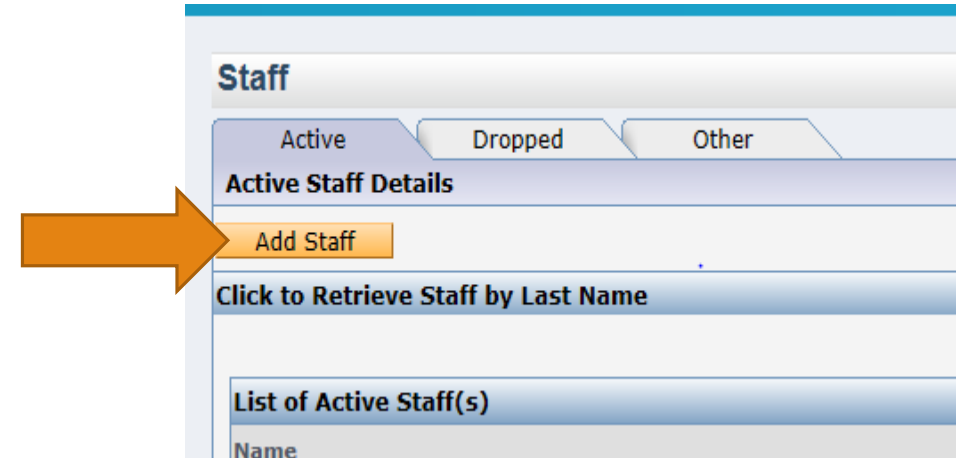 Staff
Active Dropped Other
Active Staff Details
Add Staff
Click to Retrieve Staff by Last Name
List of Active Staff(s)
Name